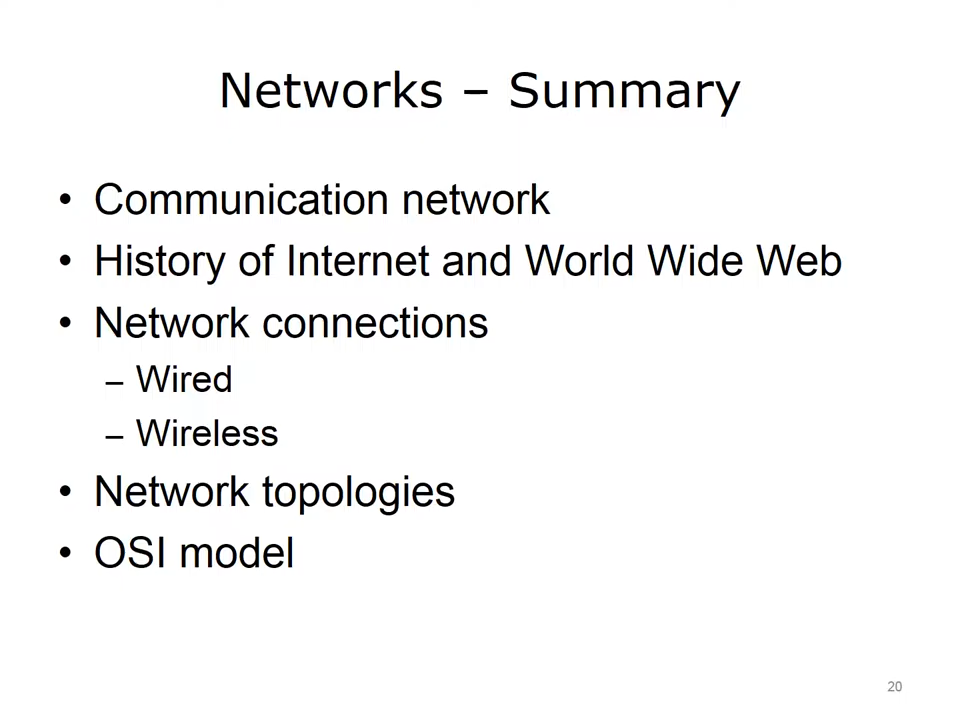 Networks – Summary
• Communication network
• History of Internet and World Wide Web
• Network connections
– Wired
– Wireless
• Network topologies
• OSI model
20